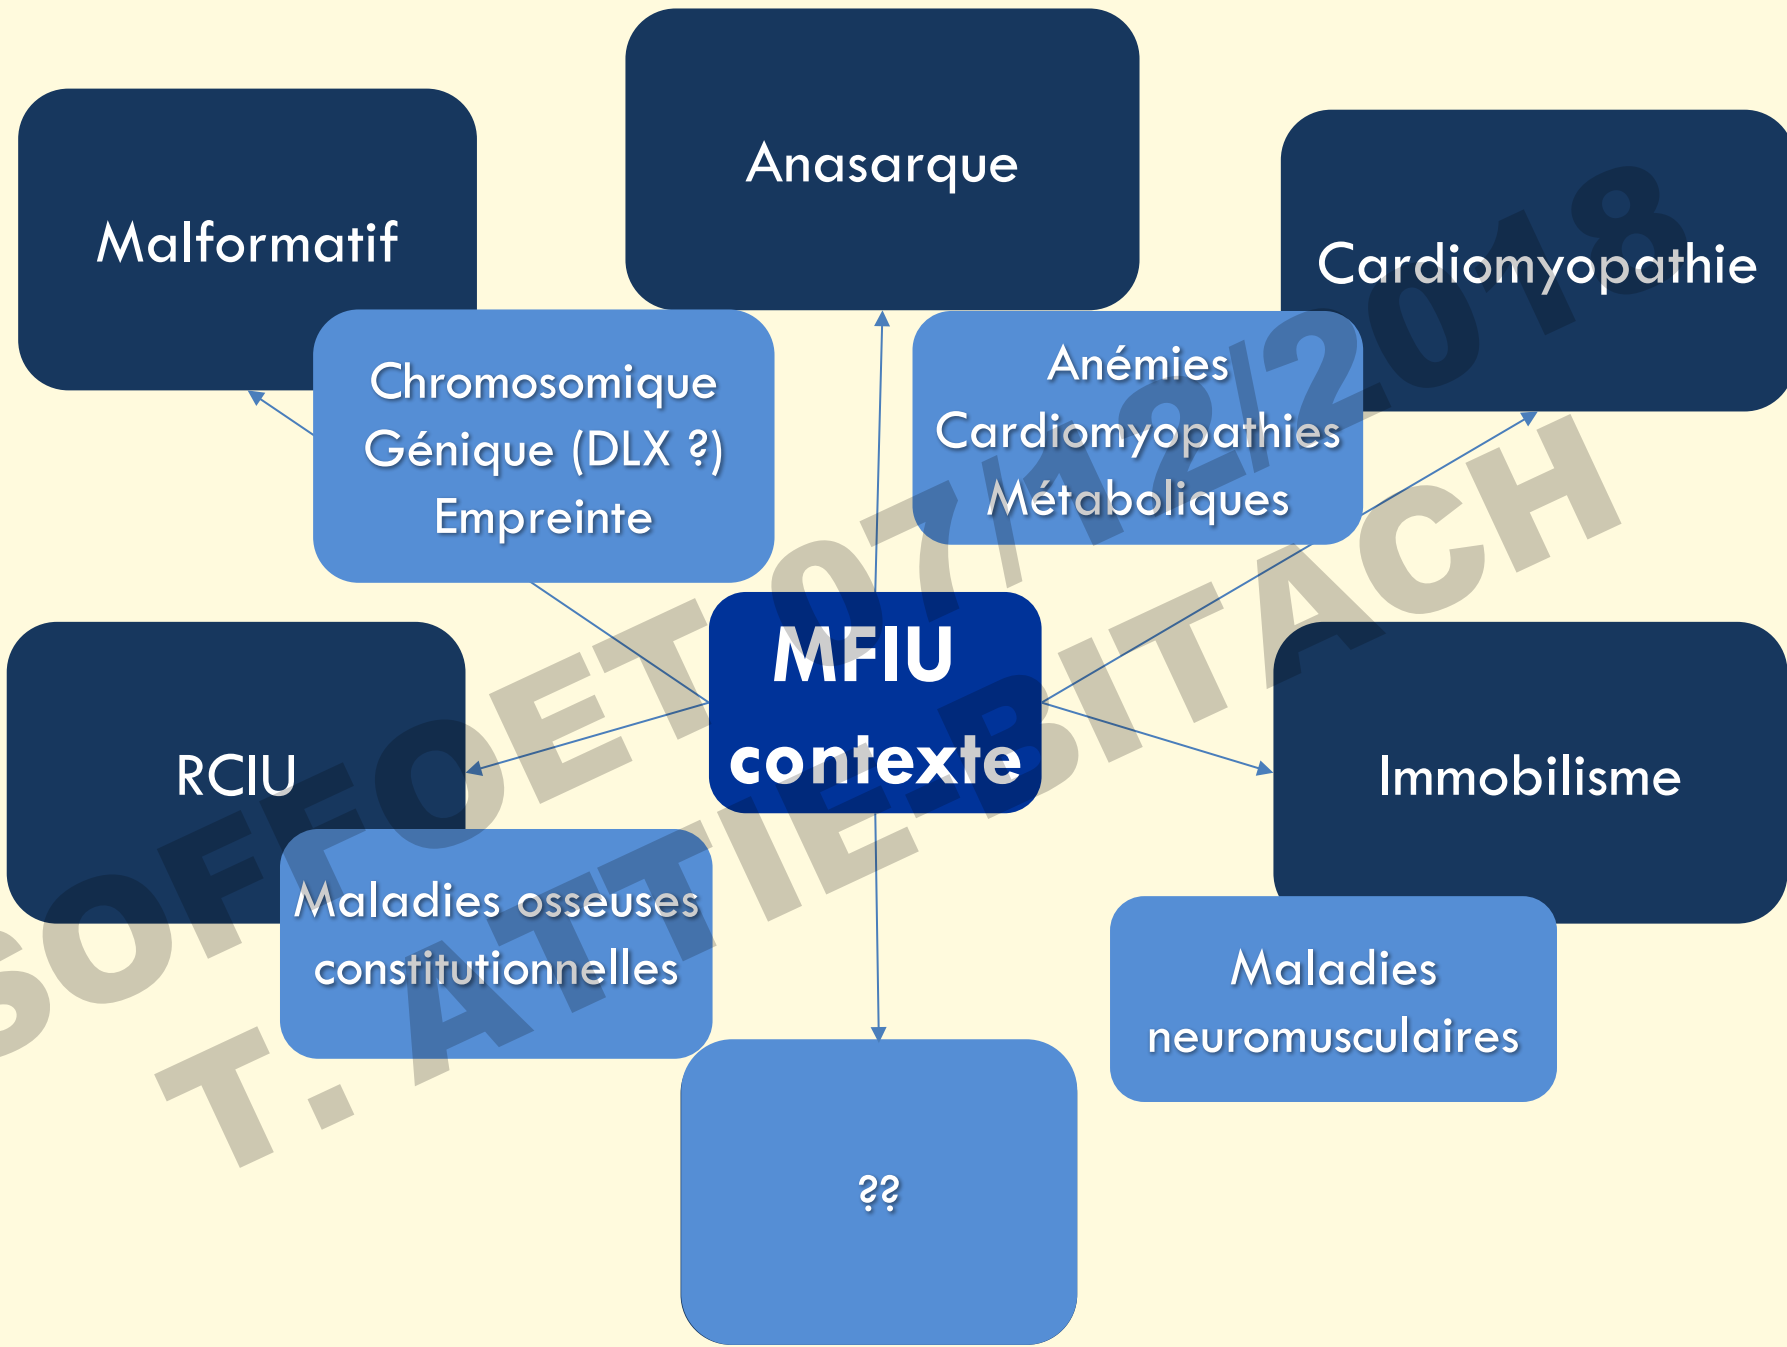 Anasarque
Malformatif
Cardiomyopathie
Chromosomique
Génique (DLX ?)
Empreinte
Anémies
Cardiomyopathies
Métaboliques
MFIU
contexte
RCIU
Immobilisme
Maladies osseuses
constitutionnelles
Maladies
neuromusculaires
??
SOFFOET 07/12/2018
T. ATTIE-BITACH